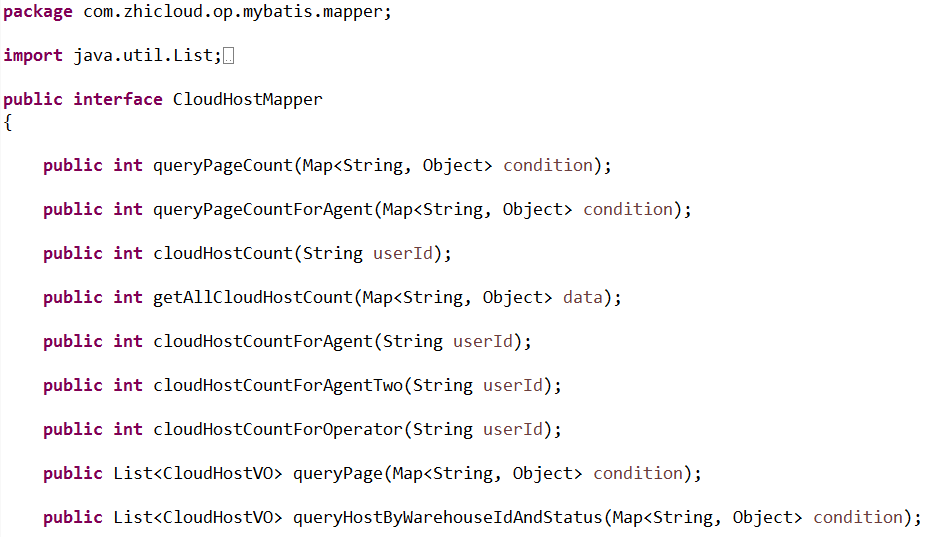 package com.zhicloud.op.mybatis.mapper;
import java.util.List;
public interface CloudHostMapper
{
public int queryPageCount(Map<String, Object> condition);
public int queryPageCountForAgent(Map<String, Object> condition);
public int cloudHostCount(String userId);
public int getAllCloudHostCount(Map<String, Object> data);
public int cloudHostCountForAgent(String userId);
public int cloudHostCountForAgentTwo(String userId);
public int cloudHostCountForOperator(String userId);
public List<CloudHostVO> queryPage(Map<String, Object> condition);
public List<CloudHostVO> queryHostByWarehouseIdAndStatus(Map<String, Object> condition);